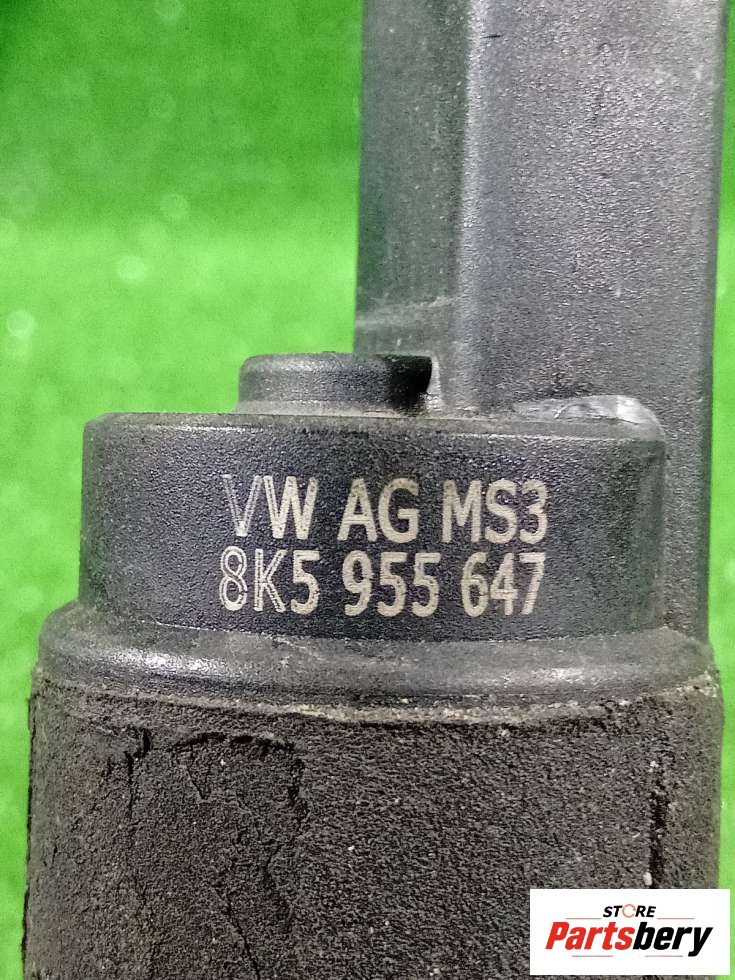 VW AG MS3
8K5 955 647
STORE
Partsbery